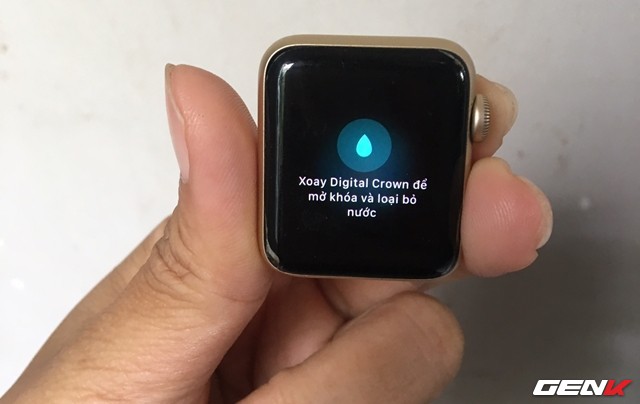 Xoay Digital Crown để
mở khóa và loại bỏ
nước
GENK